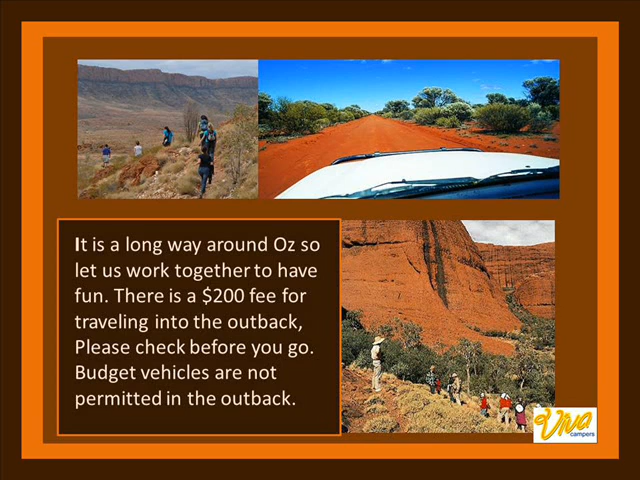 It is a long way around Oz so
let us work together to have
fun. There is a $200 fee for
traveling into the outback,
Please check before you go.
Budget vehicles are not
permitted in the outback.
Viva
campers